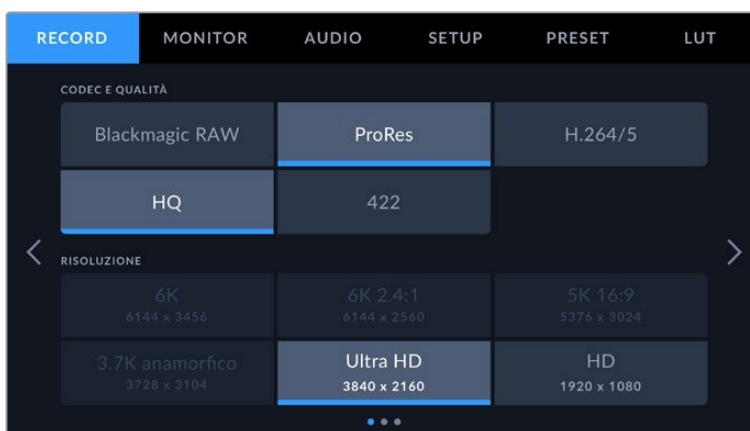 RECORD MONITOR AUDIO SETUP PRESET LUT
CODEC E QUALITÀ
Blackmagic RAW ProRes H.264/5
HQ 422
RISOLUZIONE
6K 6K 2.4:1 5K 16:9
6144 x 3456 6144 x 2560 5376 x 3024
3.7K anamorfico Ultra HD HD
3728 x 3104 3840 x 2160 1920 x 1080